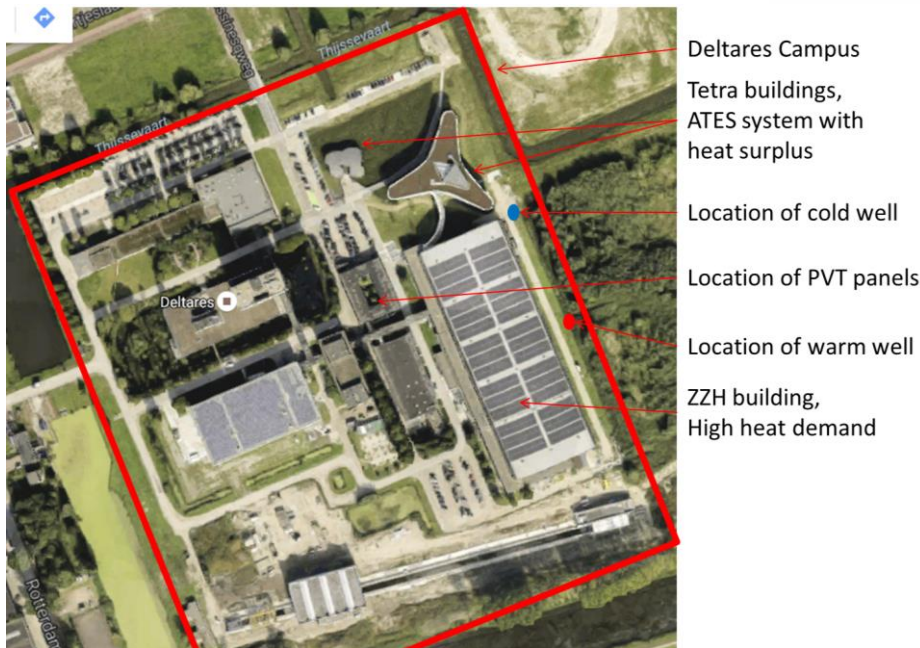 Thijssevaart
Thijssevaart
Deltares
Rotterdam
Deltares Campus
Tetra buildings,
ATES system with
heat surplus
Location of cold well
Location of PVT panels
Location of warm well
ZZH building,
High heat demand